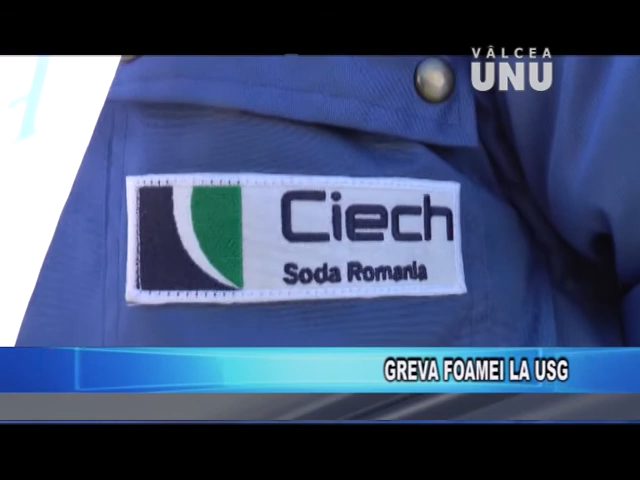 VÂLCEA
UNU
Ciech
Soda Romania
GREVA FOAMEI LA USG